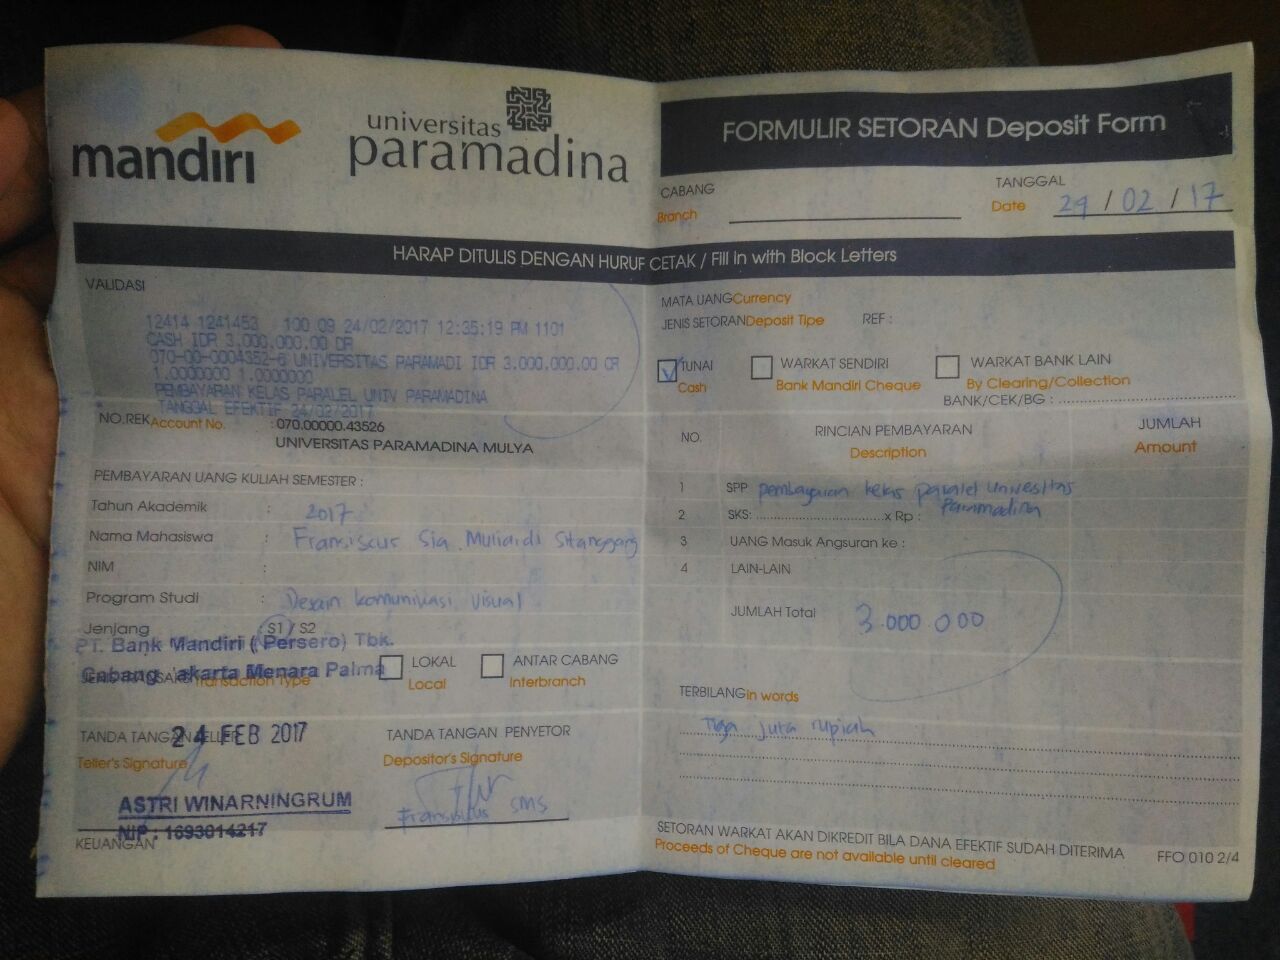 mandiri
universitas
paramadina
FORMULIR SETORAN Deposit Form
CABANG
Branch
TANGGAL
Date 24 / 02 / 17
HARAP DITULIS DENGAN HURUF CETAK / Fill in with Block Letters
VALIDASI
12414 1241453 100 09 24/02/2017 12:35:19 PM 1101
CASH IDR 3.000.000.00 DR
070-00-0004352-6 UNIVERSITAS PARAMADI IDR 3.000.000.00 CR
1.0000000 1.0000000
PEMBAYARAN KELAS PARALEL UNIV PARAMADINA
TANGGAL EFEKTIF 24/02/2017
NO.REK Account No. : 070.00000.43526
UNIVERSITAS PARAMADINA MULYA
PEMBAYARAN UANG KULIAH SEMESTER :
Tahun Akademik : 2017
Nama Mahasiswa : Fransiscus Sia Muliardi Sitanggang
NIM :
Program Studi : Desain komunikasi visual
Jenjang S1 / S2
PT. Bank Mandiri ( Persero) Tbk.
Cabang Jakarta Menara Palma
JENIS TRANSAKSI Transaction Type
LOKAL
Local
ANTAR CABANG
Interbranch
TANDA TANGAN TELLER
Teller's Signature
24 FEB 2017
ASTRI WINARNINGRUM
NIP : 1693014217
KEUANGAN
TANDA TANGAN PENYETOR
Depositor's Signature
Fransiscus SMS
MATA UANG Currency
JENIS SETORAN Deposit Tipe REF :
TUNAI
Cash
WARKAT SENDIRI
Bank Mandiri Cheque
WARKAT BANK LAIN
By Clearing/Collection
BANK/CEK/BG :
NO.
RINCIAN PEMBAYARAN
Description
JUMLAH
Amount
1 SPP pembayaran kelas paralel Universitas
Paramadina
2 SKS: x Rp :
3 UANG Masuk Angsuran ke :
4 LAIN-LAIN
JUMLAH Total 3.000.000
TERBILANG In words
Tiga juta rupiah
SETORAN WARKAT AKAN DIKREDIT BILA DANA EFEKTIF SUDAH DITERIMA
Proceeds of Cheque are not available until cleared
FFO 010 2/4